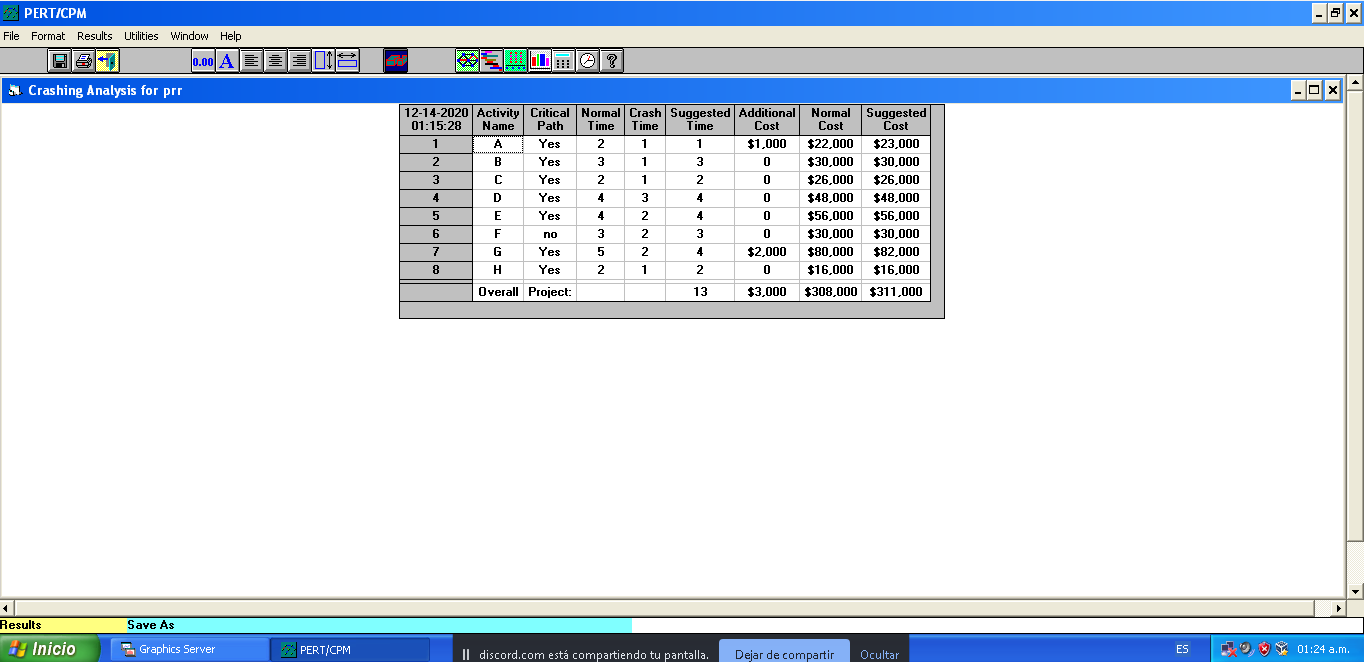 PERT/CPM
File Format Results Utilities Window Help
0.00 A
Crashing Analysis for prr
12-14-2020 Activity Critical Normal Crash Suggested Additional Normal Suggested
01:15:28 Name Path Time Time Time Cost Cost Cost
1 A Yes 2 1 1 $1,000 $22,000 $23,000
2 B Yes 3 1 3 0 $30,000 $30,000
3 C Yes 2 1 2 0 $26,000 $26,000
4 D Yes 4 3 4 0 $48,000 $48,000
5 E Yes 4 2 4 0 $56,000 $56,000
6 F no 3 2 3 0 $30,000 $30,000
7 G Yes 5 2 4 $2,000 $80,000 $82,000
8 H Yes 2 1 2 0 $16,000 $16,000
Overall Project: 13 $3,000 $308,000 $311,000
Results Save As
Inicio Graphics Server PERT/CPM discord.com está compartiendo tu pantalla. Dejar de compartir Ocultar ES 01:24 a.m.